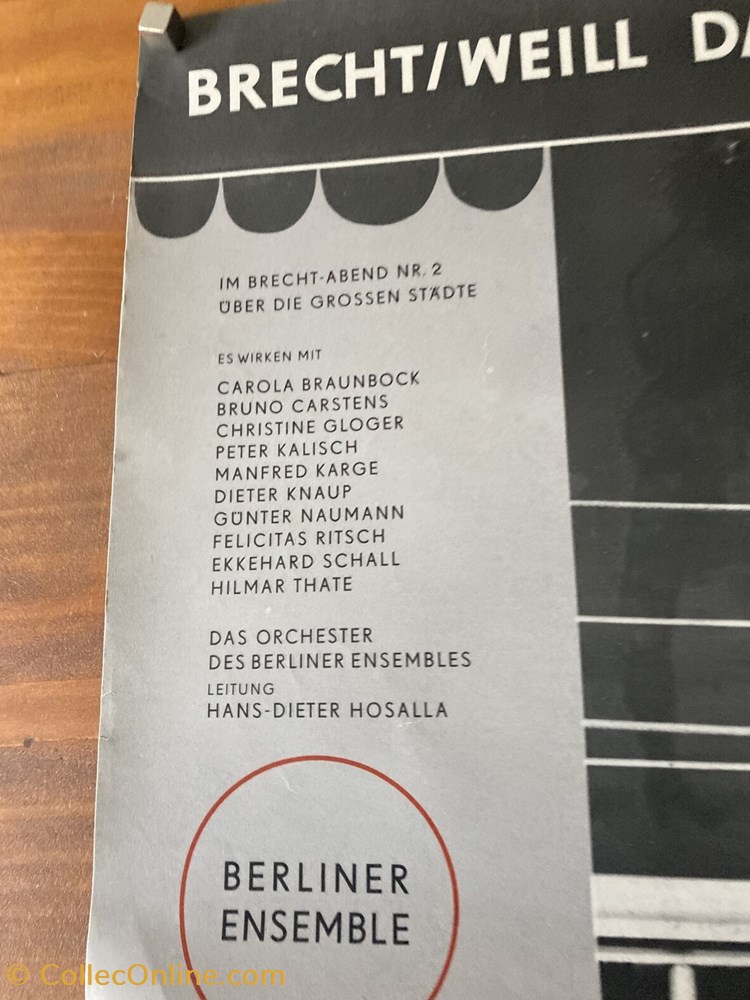 BRECHT/WEILL
IM BRECHT-ABEND NR. 2
ÜBER DIE GROSSEN STÄDTE
ES WIRKEN MIT
CAROLA BRAUNBOCK
BRUNO CARSTENS
CHRISTINE GLOGER
PETER KALISCH
MANFRED KARGE
DIETER KNAUP
GÜNTER NAUMANN
FELICITAS RITSCH
EKKEHARD SCHALL
HILMAR THATE
DAS ORCHESTER
DES BERLINER ENSEMBLES
LEITUNG
HANS-DIETER HOSALLA
BERLINER
ENSEMBLE
© CollecOnline.com